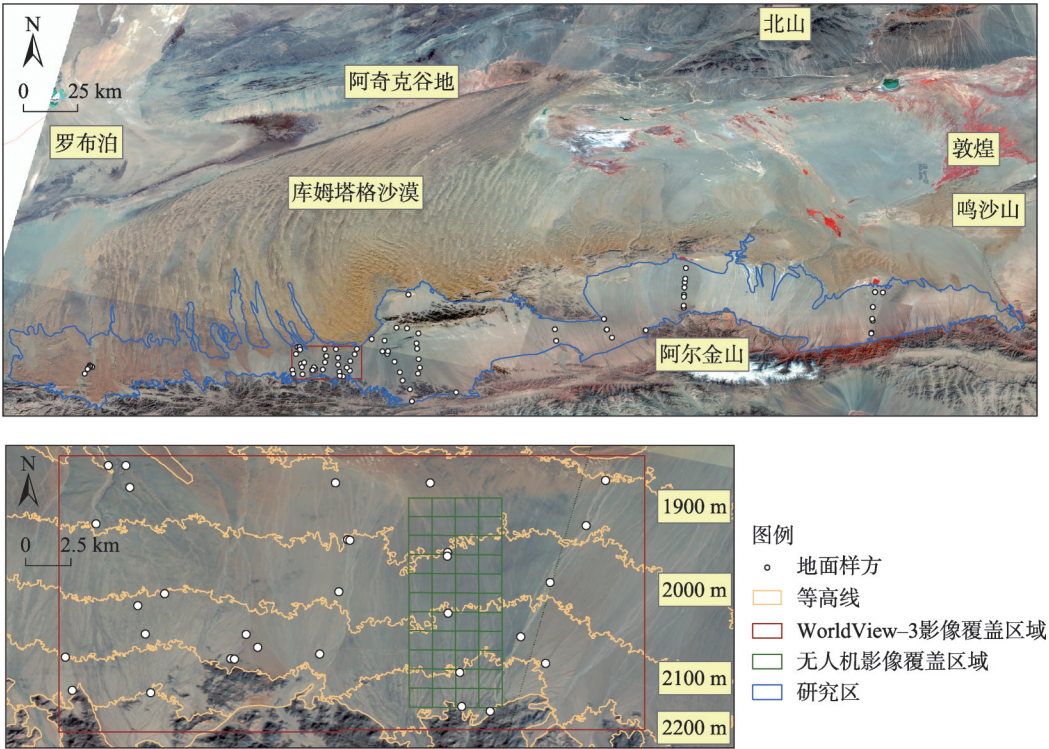 北山
N
0 25 km
阿奇克谷地
罗布泊
敦煌
库姆塔格沙漠
鸣沙山
阿尔金山
N
0 2.5 km
1900 m
2000 m
2100 m
2200 m
图例
地面样方
等高线
WorldView–3影像覆盖区域
无人机影像覆盖区域
研究区